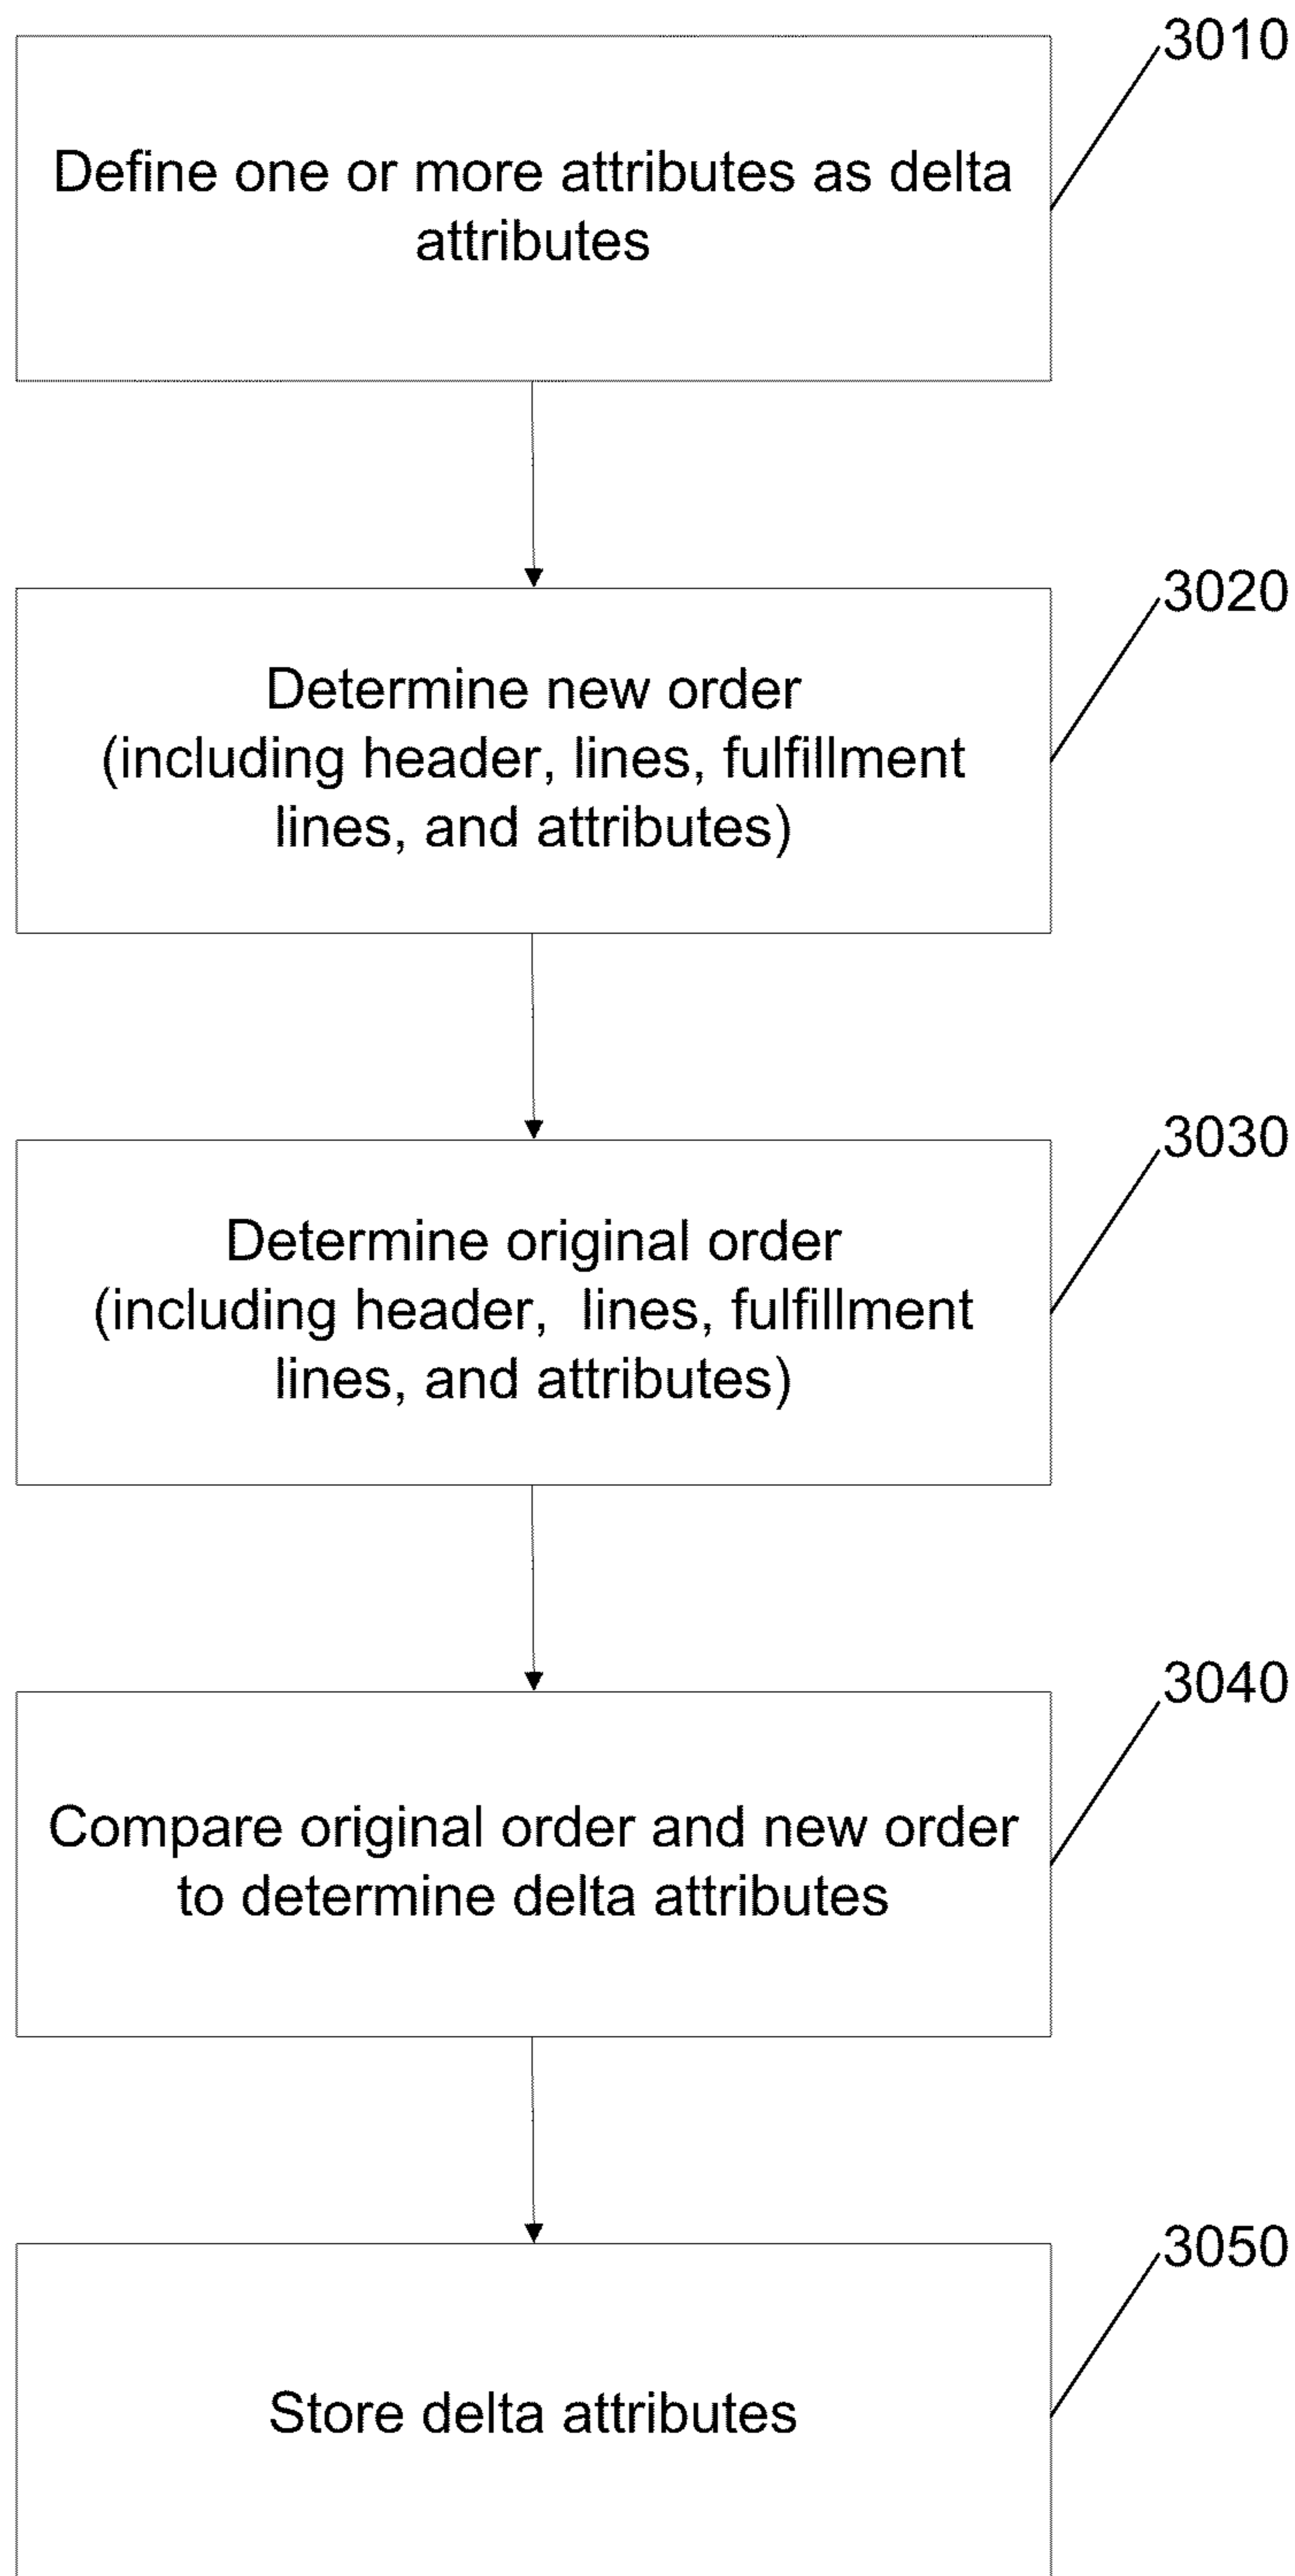 3010
Define one or more attributes as delta
attributes
3020
Determine new order
(including header, lines, fulfillment
lines, and attributes)
3030
Determine original order
(including header,  lines, fulfillment
lines, and attributes)
3040
Compare original order and new order
to determine delta attributes
3050
Store delta attributes